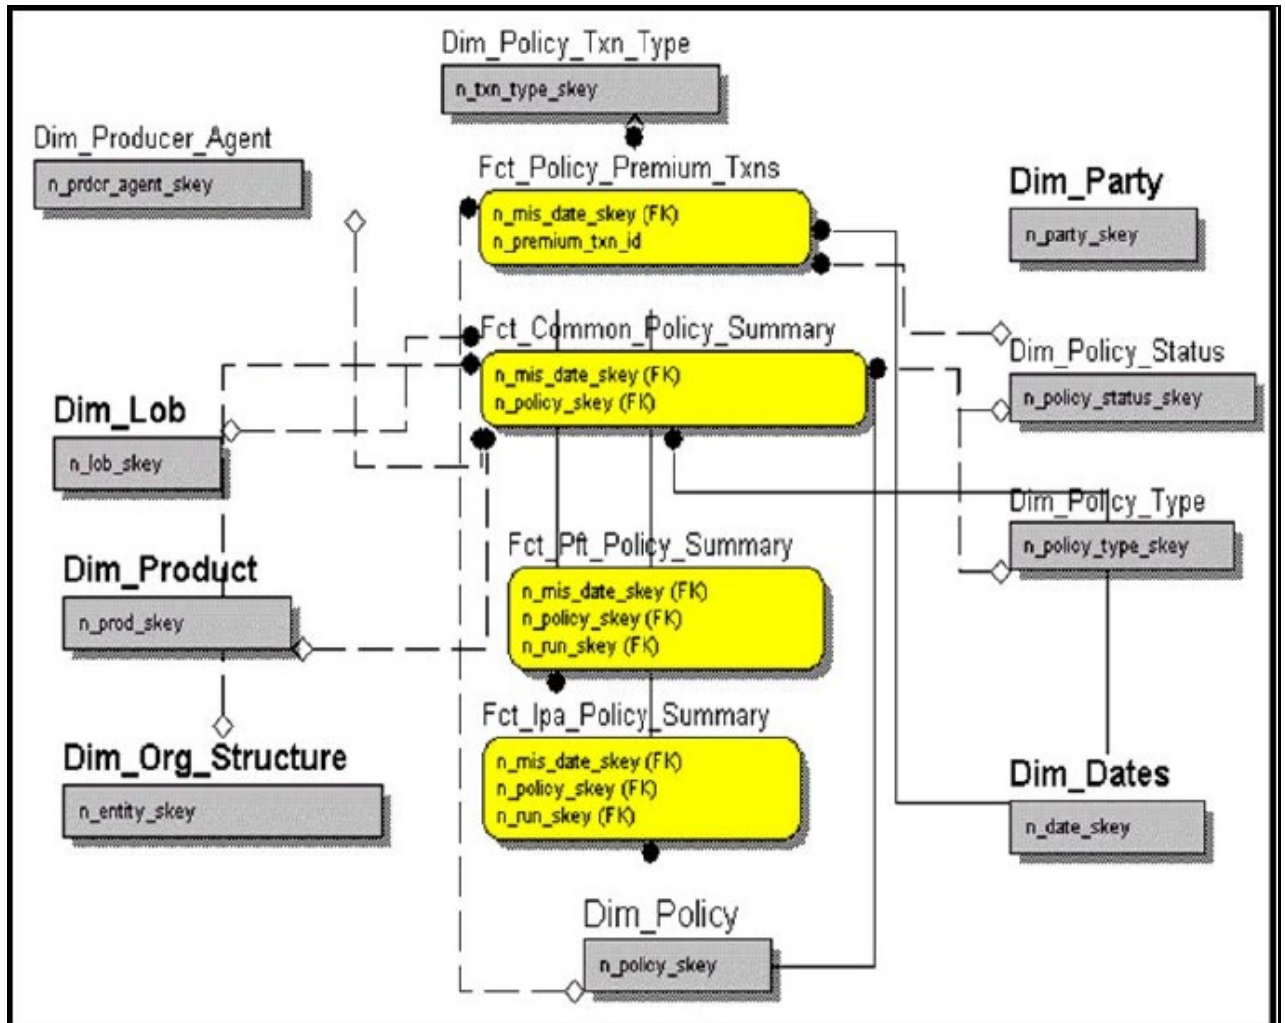 Dim_Policy_Txn_Type
n_txn_type_skey
Dim_Producer_Agent
n_prdcr_agent_skey
Fct_Policy_Premium_Txns
n_mis_date_skey (FK)
n_premium_txn_id
Dim_Party
n_party_skey
Fct_Common_Policy_Summary
n_mis_date_skey (FK)
n_policy_skey (FK)
Dim_Policy_Status
n_policy_status_skey
Dim_Lob
n_lob_skey
Dim_Policy_Type
n_policy_type_skey
Fct_Pft_Policy_Summary
n_mis_date_skey (FK)
n_policy_skey (FK)
n_run_skey (FK)
Dim_Product
n_prod_skey
Fct_Ipa_Policy_Summary
n_mis_date_skey (FK)
n_policy_skey (FK)
n_run_skey (FK)
Dim_Org_Structure
n_entity_skey
Dim_Dates
n_date_skey
Dim_Policy
n_policy_skey